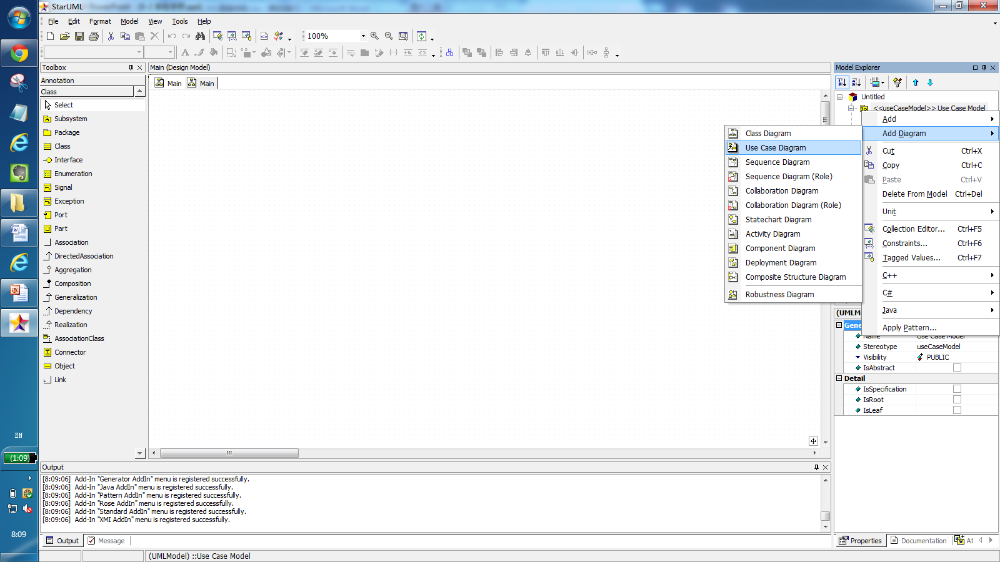 StarUML
File Edit Format Model View Tools Help
100%
Toolbox
Annotation
Class
Select
Subsystem
Package
Class
Interface
Enumeration
Signal
Exception
Port
Part
Association
DirectedAssociation
Aggregation
Composition
Generalization
Dependency
Realization
AssociationClass
Connector
Object
Link
Main (Design Model)
Main Main
Class Diagram
Use Case Diagram
Sequence Diagram
Sequence Diagram (Role)
Collaboration Diagram
Collaboration Diagram (Role)
Statechart Diagram
Activity Diagram
Component Diagram
Deployment Diagram
Composite Structure Diagram
Robustness Diagram
Model Explorer
Untitled
<<useCaseModel>> Use Case Model
Add
Add Diagram
Cut Ctrl+X
Copy Ctrl+C
Paste Ctrl+V
Delete From Model Ctrl+Del
Unit
Collection Editor... Ctrl+F5
Constraints... Ctrl+F6
Tagged Values... Ctrl+F7
C++
C#
Java
Apply Pattern...
(UMLM
Gene
Name Use Case Model
Stereotype useCaseModel
Visibility PUBLIC
IsAbstract
Detail
IsSpecification
IsRoot
IsLeaf
Properties Documentation At
Output
[8:09:06] Add-In "Generator AddIn" menu is registered successfully.
[8:09:06] Add-In "Java AddIn" menu is registered successfully.
[8:09:06] Add-In "Pattern AddIn" menu is registered successfully.
[8:09:06] Add-In "Rose AddIn" menu is registered successfully.
[8:09:06] Add-In "Standard AddIn" menu is registered successfully.
[8:09:06] Add-In "XMI AddIn" menu is registered successfully.
Output Message
(UMLModel) ::Use Case Model
EN
(1:09)
8:09